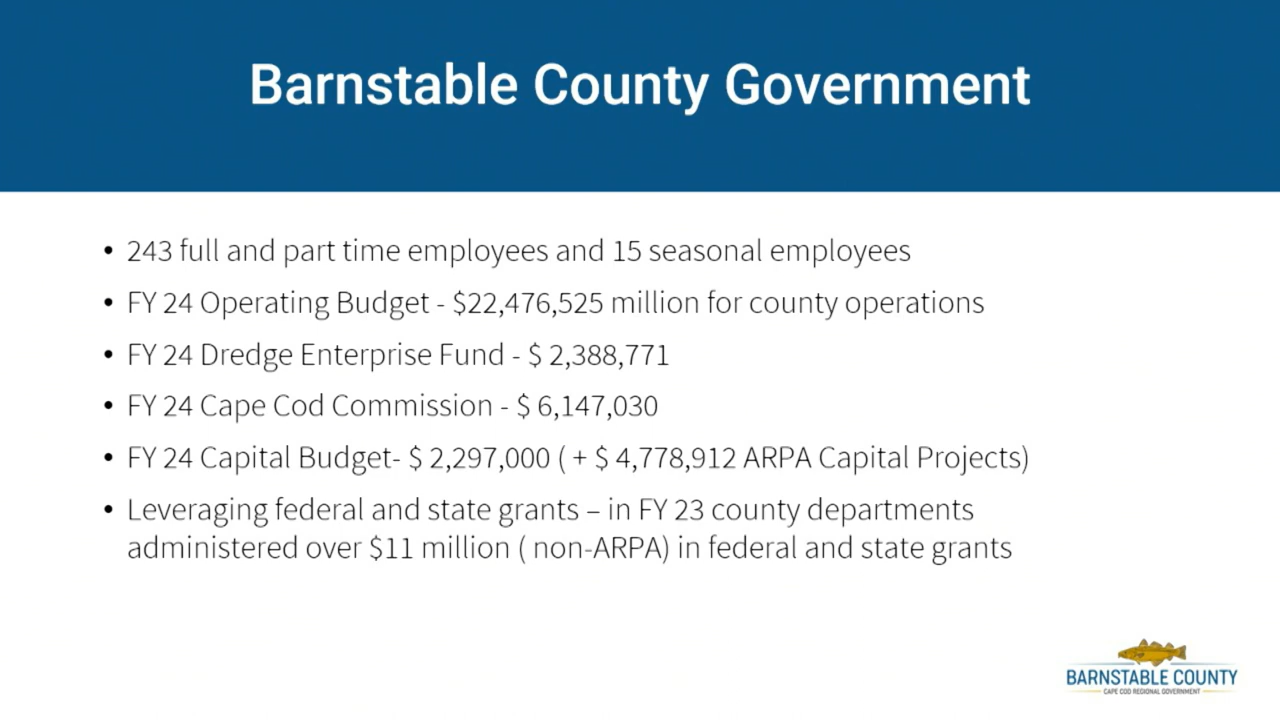 Barnstable County Government
• 243 full and part time employees and 15 seasonal employees
• FY 24 Operating Budget - $22,476,525 million for county operations
• FY 24 Dredge Enterprise Fund - $ 2,388,771
• FY 24 Cape Cod Commission - $ 6,147,030
• FY 24 Capital Budget- $ 2,297,000 ( + $ 4,778,912 ARPA Capital Projects)
• Leveraging federal and state grants – in FY 23 county departments
administered over $11 million ( non-ARPA) in federal and state grants
BARNSTABLE COUNTY
CAPE COD REGIONAL GOVERNMENT